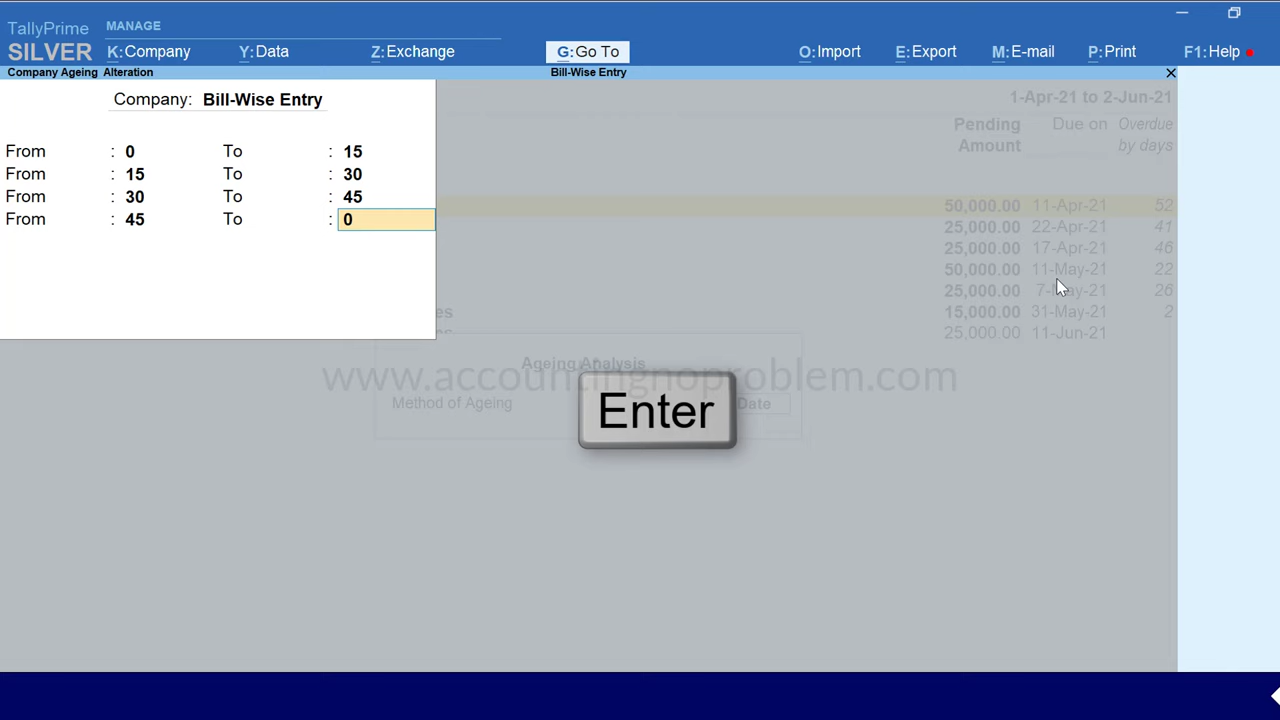 TallyPrime MANAGE
SILVER K:Company Y:Data Z:Exchange G:Go To O:Import E:Export M:E-mail P:Print F1:Help
Company Ageing Alteration Bill-Wise Entry
Company: Bill-Wise Entry
1-Apr-21 to 2-Jun-21
Pending Due on Overdue
Amount by days
From : 0 To : 15
From : 15 To : 30
From : 30 To : 45
From : 45 To : 0
50,000.00 11-Apr-21 52
25,000.00 22-Apr-21 41
25,000.00 17-Apr-21 46
50,000.00 11-May-21 22
25,000.00 7-May-21 26
15,000.00 31-May-21 2
25,000.00 11-Jun-21
Ageing Analysis
www.accountingnoproblem.com
Method of Ageing Date
Enter